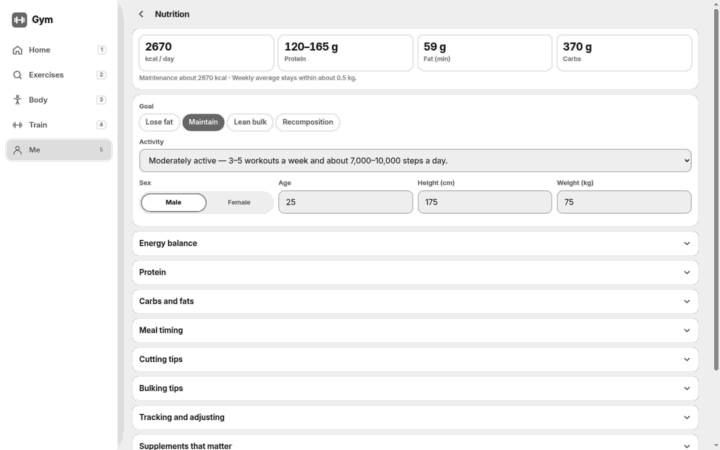 Gym
Home 1
Exercises 2
Body 3
Train 4
Me 5
Nutrition
2670
kcal / day
120–165 g
Protein
59 g
Fat (min)
370 g
Carbs
Maintenance about 2670 kcal · Weekly average stays within about 0.5 kg.
Goal
Lose fat Maintain Lean bulk Recomposition
Activity
Moderately active — 3–5 workouts a week and about 7,000–10,000 steps a day.
Sex Age Height (cm) Weight (kg)
Male Female 25 175 75
Energy balance
Protein
Carbs and fats
Meal timing
Cutting tips
Bulking tips
Tracking and adjusting
Supplements that matter